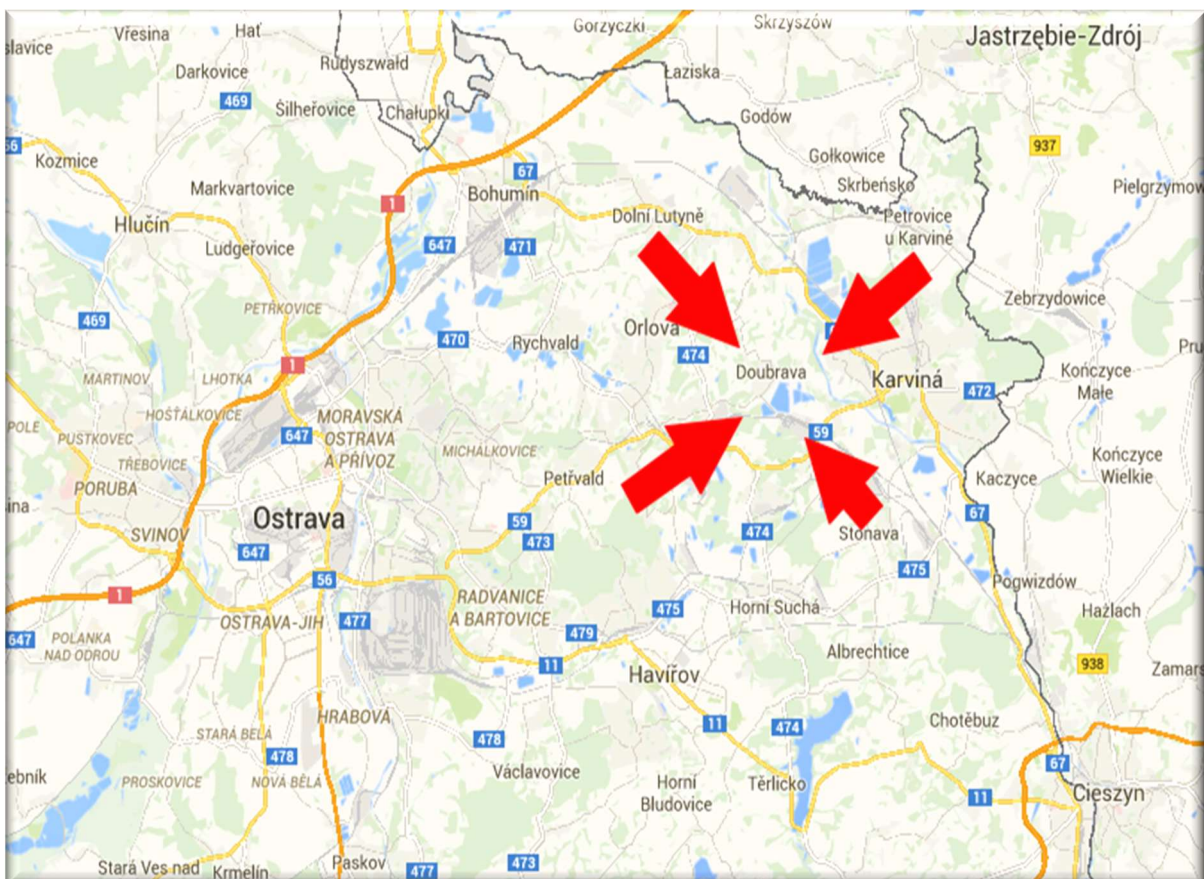 slavice
Vřesina
Hať
Gorzyczki
Skrzyszów
Jastrzębie-Zdrój
Darkovice
Rudyszwałd
Łaziska
469
Šilheřovice
Chałupki
Godów
56
Kozmice
67
Gołkowice
937
Markvartovice
Bohumín
Skrbeńsko
Pielgrzymow
1
Dolní Lutyně
Petrovice
u Karviné
Hlučín
Ludgeřovice
647
471
PETŘKOVICE
Zebrzydowice
469
470
Rychvald
Orlová
474
Pru
1
Doubrava
Karviná
472
Kończyce
Małe
MARTINOV
LHOTKA
HOŠŤÁLKOVICE
MORAVSKÁ
OSTRAVA
A PŘÍVOZ
POLE
PUSTKOVEC
647
59
MICHALKOVICE
TŘEBOVICE
Petřvald
Kaczyce
Kończyce
Wielkie
PORUBA
ina
Ostrava
59
67
SVINOV
473
474
Stonava
647
475
56
Pogwizdów
1
RADVANICE
A BARTOVICE
475
Horní Suchá
Hażlach
OSTRAVA-JIH
477
479
647
POLANKA
NAD ODROU
11
Havířov
Albrechtice
938
Zamars
HRABOVÁ
11
474
Chotěbuz
STARÁ BĚLÁ
478
478
67
ebník
PROSKOVICE
NOVÁ BĚLÁ
Václavovice
Horní
Bludovice
Těrlicko
11
Cieszyn
Stará Ves nad
Krmelín
Paskov
477
473